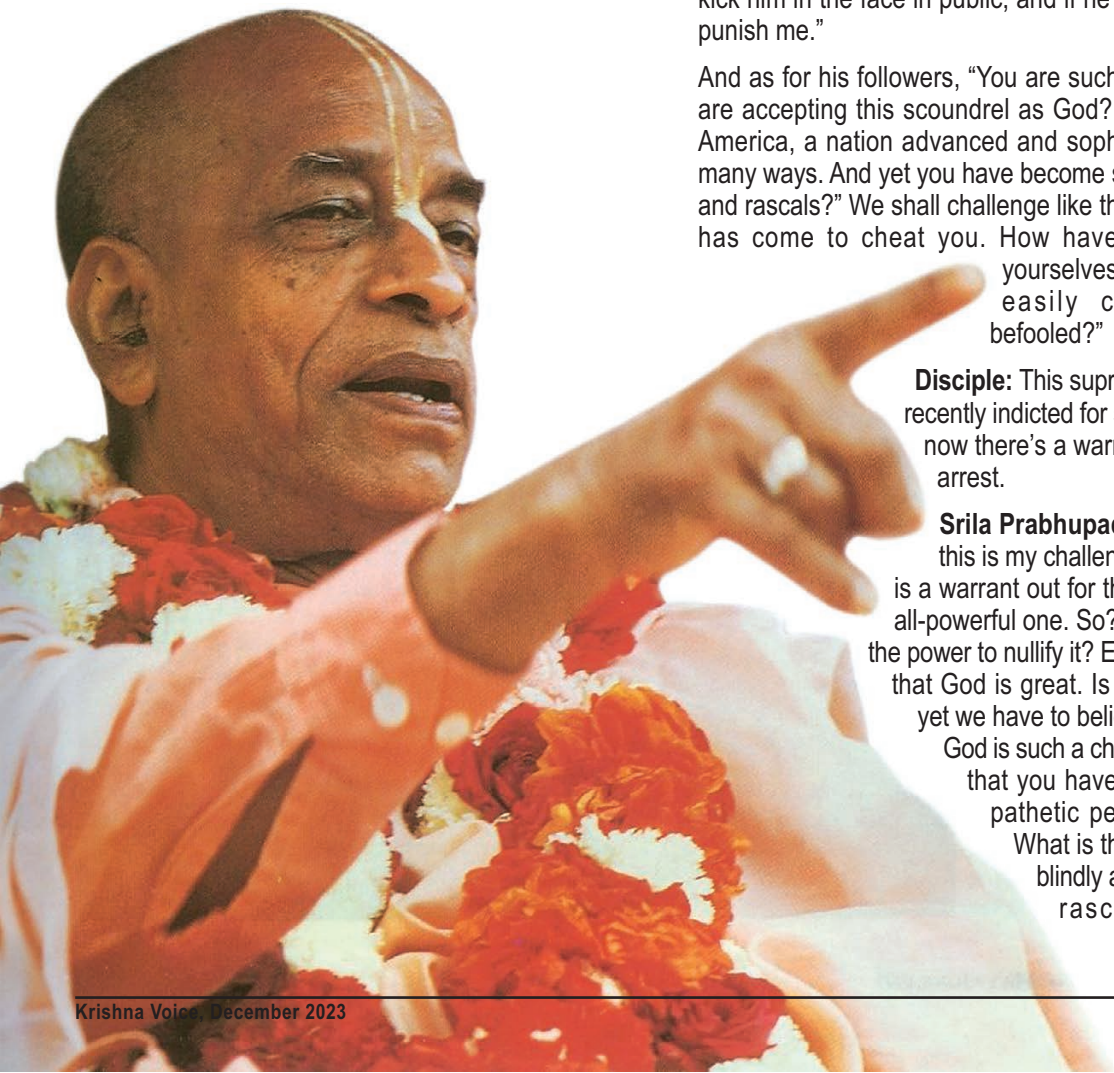 kick him in the face in public, and if he
punish me.”
And as for his followers, “You are such
are accepting this scoundrel as God?
America, a nation advanced and soph
many ways. And yet you have become s
and rascals?” We shall challenge like th
has come to cheat you. How have
yourselves
easily c
befooled?”
Disciple: This supr
recently indicted for
now there’s a warr
arrest.
Srila Prabhupad
this is my challen
is a warrant out for th
all-powerful one. So?
the power to nullify it? E
that God is great. Is
yet we have to beli
God is such a ch
that you have
pathetic pe
What is th
blindly a
rasc
Krishna Voice, December 2023